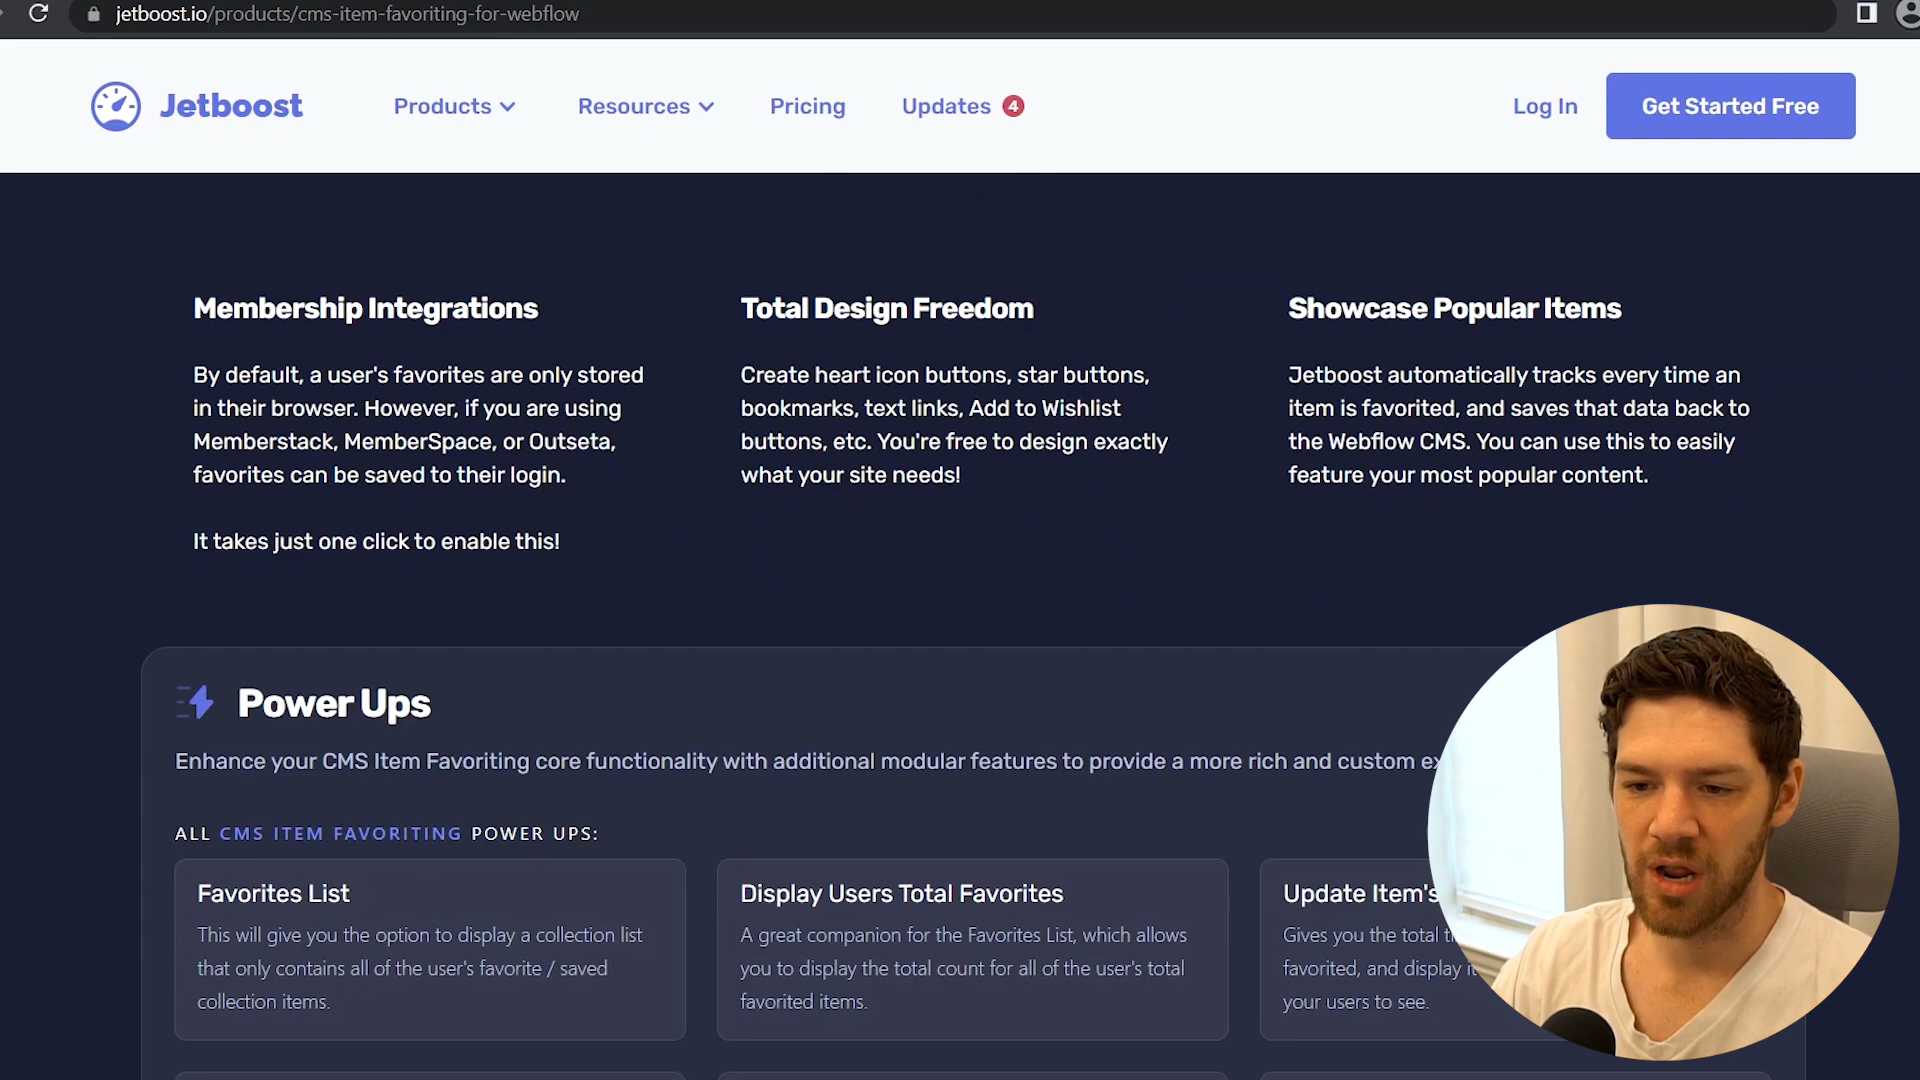 jetboost.io/products/cms-item-favoriting-for-webflow
Jetboost
Products
Resources
Pricing
Updates 4
Log In
Get Started Free
Membership Integrations
By default, a user's favorites are only stored
in their browser. However, if you are using
Memberstack, MemberSpace, or Outseta,
favorites can be saved to their login.
It takes just one click to enable this!
Total Design Freedom
Create heart icon buttons, star buttons,
bookmarks, text links, Add to Wishlist
buttons, etc. You're free to design exactly
what your site needs!
Showcase Popular Items
Jetboost automatically tracks every time an
item is favorited, and saves that data back to
the Webflow CMS. You can use this to easily
feature your most popular content.
Power Ups
Enhance your CMS Item Favoriting core functionality with additional modular features to provide a more rich and custom
ALL CMS ITEM FAVORITING POWER UPS:
Favorites List
This will give you the option to display a collection list
that only contains all of the user's favorite / saved
collection items.
Display Users Total Favorites
A great companion for the Favorites List, which allows
you to display the total count for all of the user's total
favorited items.
Update Item's
Gives you the total
favorited, and display
your users to see.